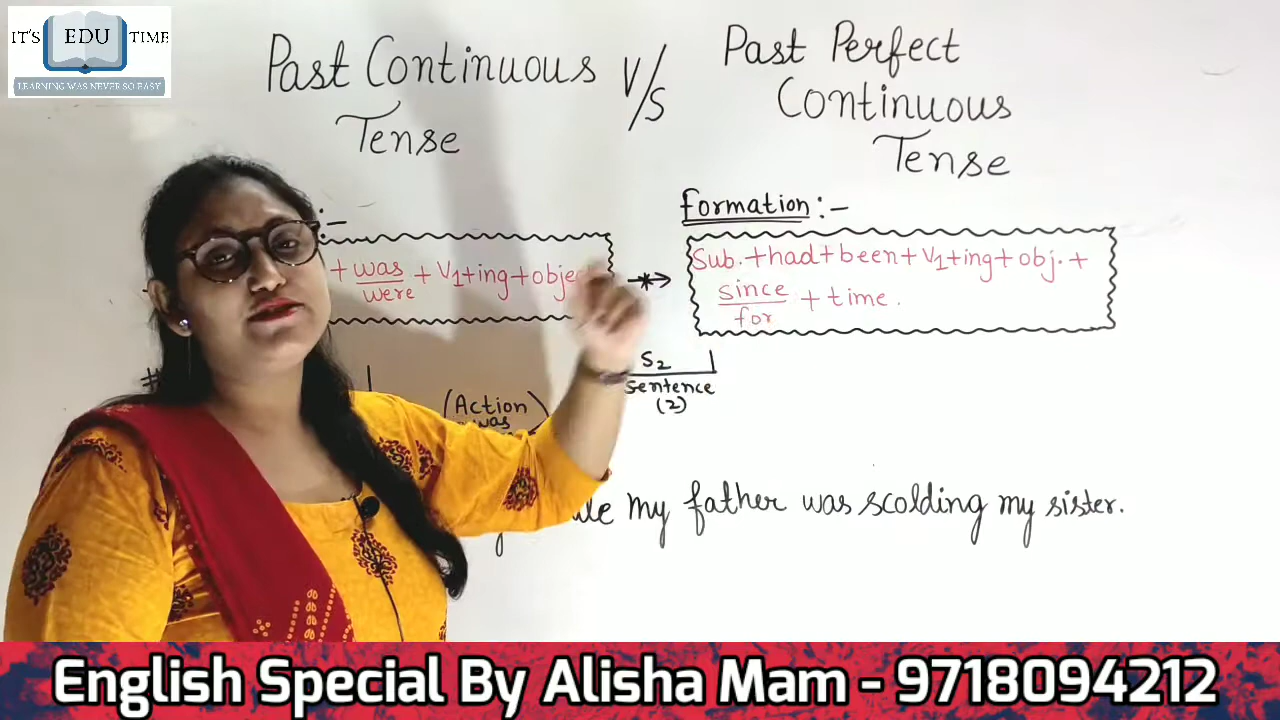 IT'S EDU TIME
LEARNING WAS NEVER SO EASY
Past Continuous
Tense
V/S
Past Perfect
Continuous
Tense
:-
+ was + V1+ing+objec
were
Formation :-
Sub. + had + been + V1+ing + obj. +
since + time.
for
#
(Action
was
S2
sentence
(2)
my father was scolding my sister.
English Special By Alisha Mam - 9718094212